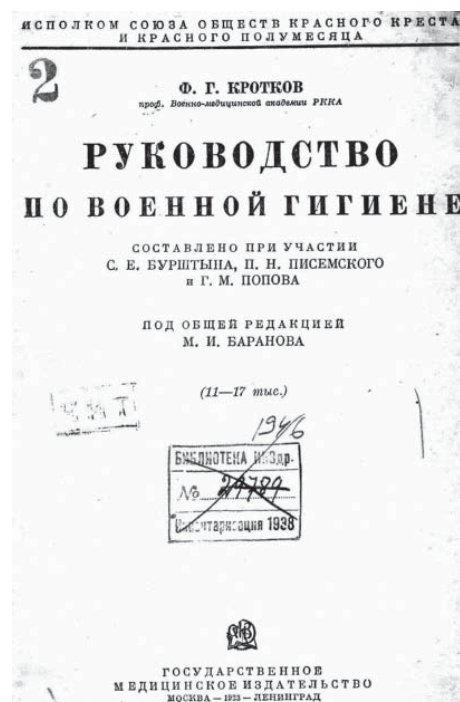 ИСПОЛКОМ СОЮЗА ОБЩЕСТВ КРАСНОГО КРЕСТА
И КРАСНОГО ПОЛУМЕСЯЦА
2
Ф. Г. КРОТКОВ
проф. Военно-медицинской академии РККА
РУКОВОДСТВО
ПО ВОЕННОЙ ГИГИЕНЕ
СОСТАВЛЕНО ПРИ УЧАСТИИ
С. Е. БУРШТЫНА, П. Н. ПИСЕМСКОГО
и Г. М. ПОПОВА
ПОД ОБЩЕЙ РЕДАКЦИЕЙ
М. И. БАРАНОВА
(11—17 тыс.)
1946
БИБЛИОТЕКА
№ 29789
Инвентаризация 1938
ГОСУДАРСТВЕННОЕ
МЕДИЦИНСКОЕ ИЗДАТЕЛЬСТВО
МОСКВА — 1933 — ЛЕНИНГРАД